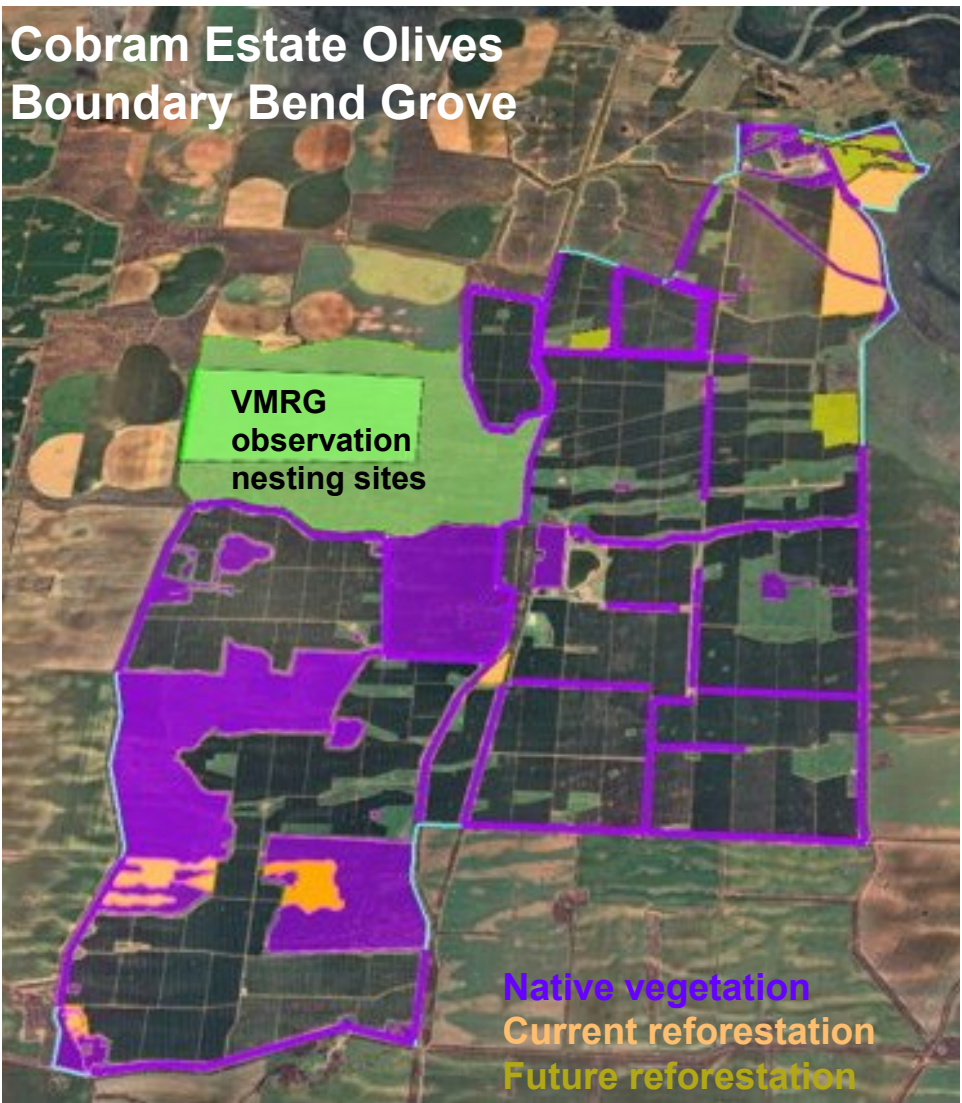 Cobram Estate Olives
Boundary Bend Grove
VMRG
observation
nesting sites
Native vegetation
Current reforestation
Future reforestation